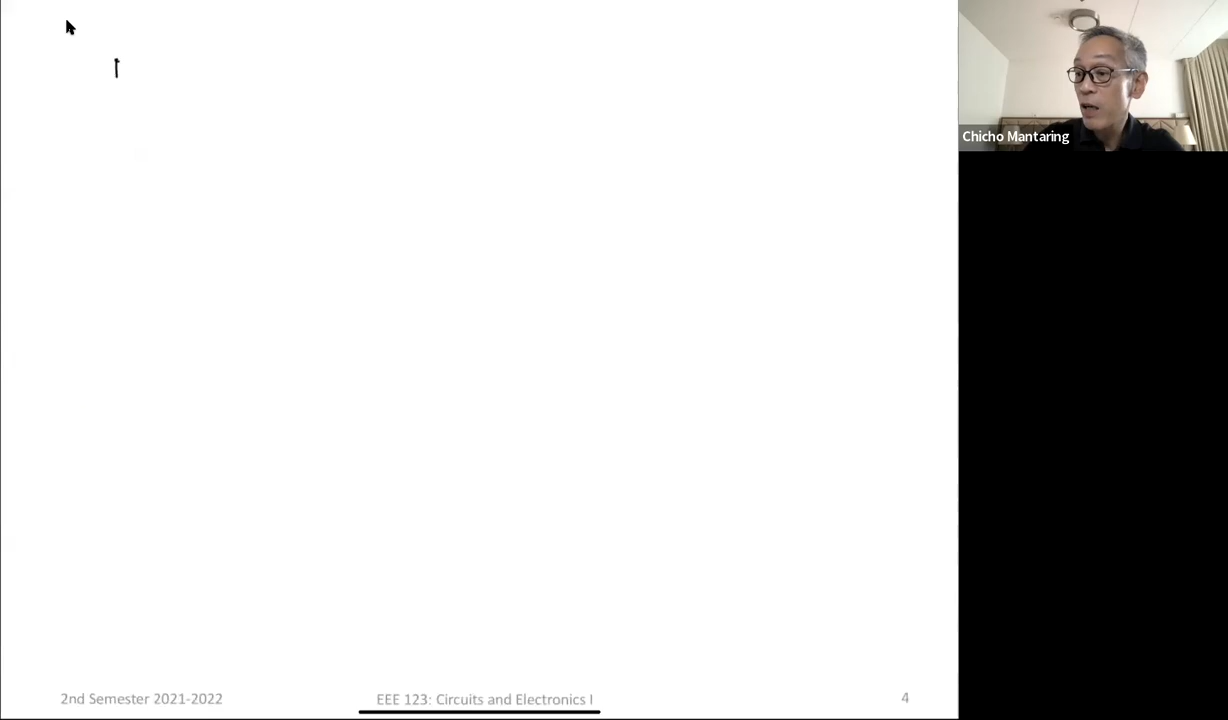 Chicho Mantaring
2nd Semester 2021-2022
EEE 123: Circuits and Electronics I
4